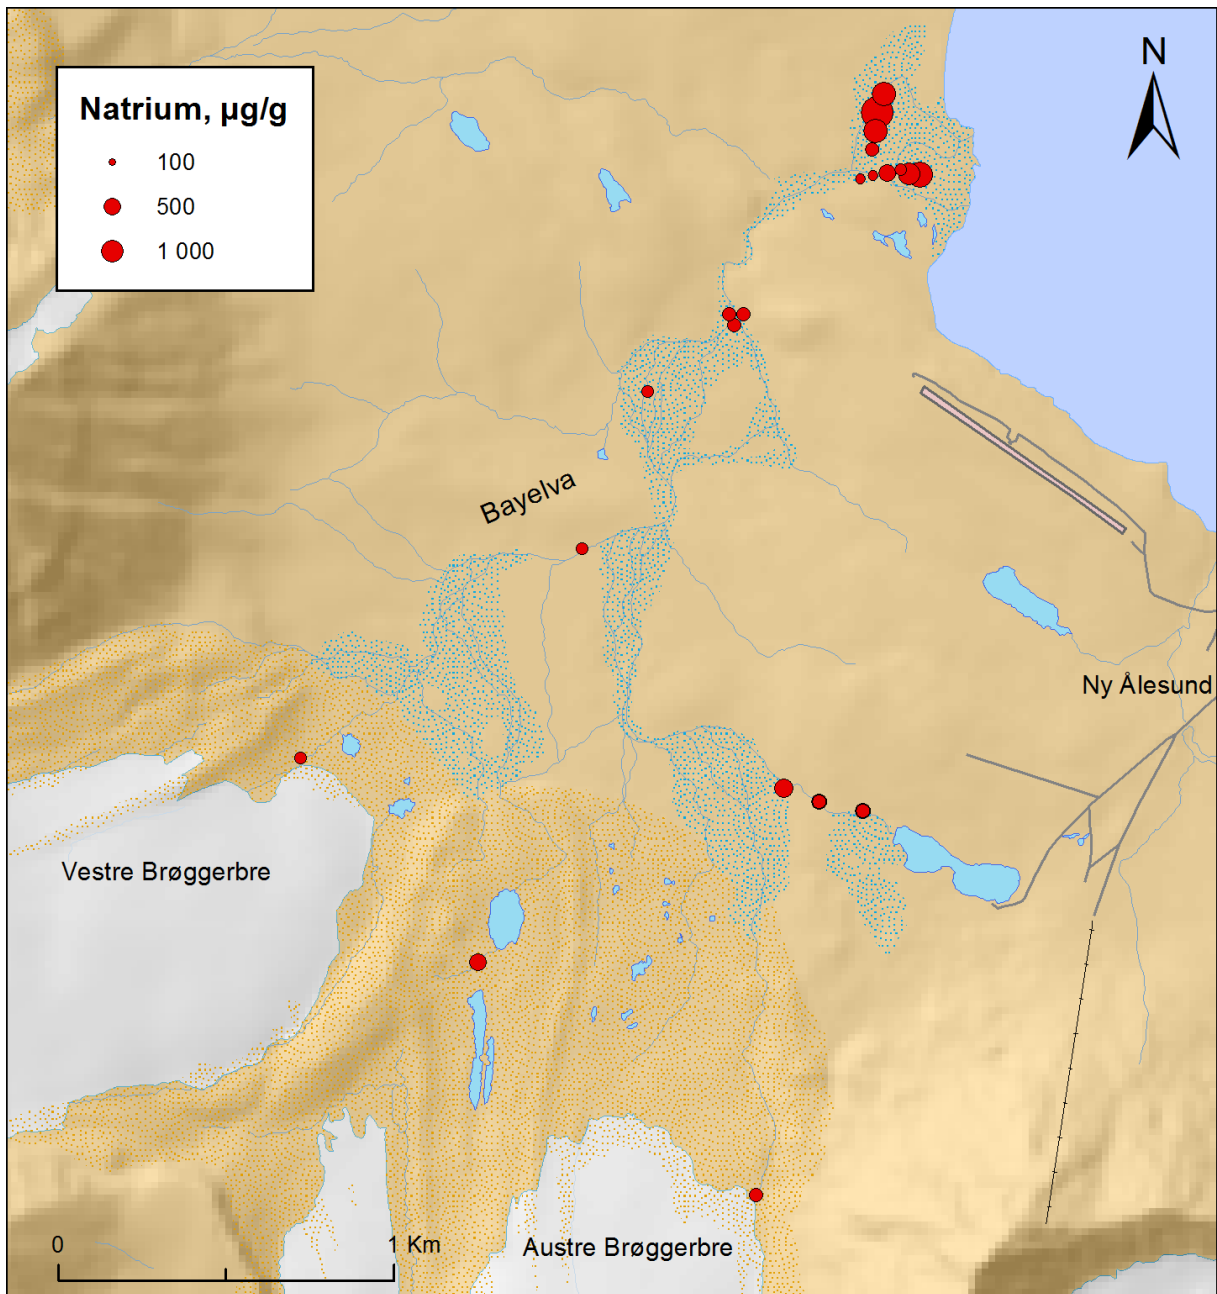 N
Natrium, µg/g
100
500
1 000
Bayelva
Ny Ålesund
Vestre Brøggerbre
Austre Brøggerbre
0
1 Km